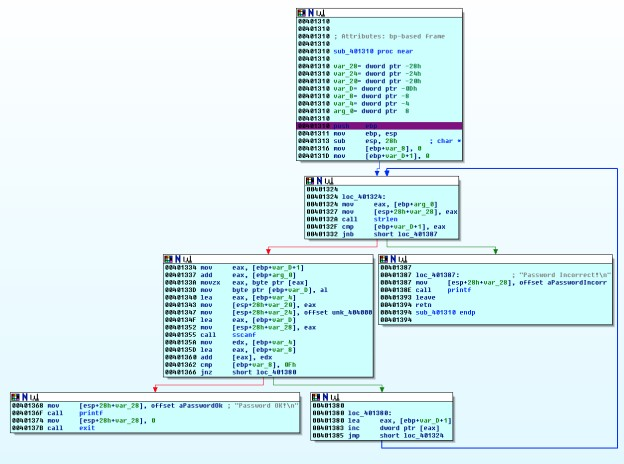 00401310
00401310
00401310 ; Attributes: bp-based frame
00401310
00401310 sub_401310 proc near
00401310
00401310 var_28= dword ptr -28h
00401310 var_24= dword ptr -24h
00401310 var_20= dword ptr -20h
00401310 var_D= dword ptr -0Dh
00401310 var_8= dword ptr -8
00401310 var_4= dword ptr -4
00401310 arg_0= dword ptr 8
00401310
00401310 push ebp
00401311 mov ebp, esp
00401313 sub esp, 28h ; char *
00401316 mov [ebp+var_8], 0
0040131D mov [ebp+var_D+1], 0
00401324
00401324 loc_401324:
00401324 mov eax, [ebp+arg_0]
00401327 mov [esp+28h+var_28], eax
0040132A call strlen
0040132F cmp [ebp+var_D+1], eax
00401332 jnb short loc_401387
00401334 mov eax, [ebp+var_D+1]
00401337 add eax, [ebp+arg_0]
0040133A movzx eax, byte ptr [eax]
0040133D mov byte ptr [ebp+var_D], al
00401340 lea eax, [ebp+var_4]
00401343 mov [esp+28h+var_20], eax
00401347 mov [esp+28h+var_24], offset unk_404000
0040134F lea eax, [ebp+var_D]
00401352 mov [esp+28h+var_28], eax
00401355 call sscanf
0040135A mov edx, [ebp+var_4]
0040135D lea eax, [ebp+var_8]
00401360 add [eax], edx
00401362 cmp [ebp+var_8], 0Fh
00401366 jnz short loc_401380
00401387
00401387 loc_401387: ; "Password Incorrect!\n"
00401387 mov [esp+28h+var_28], offset aPasswordIncorr
0040138E call printf
00401393 leave
00401394 retn
00401394 sub_401310 endp
00401394
00401368 mov [esp+28h+var_28], offset aPasswordOk ; "Password OK!\n"
0040136F call printf
00401374 mov [esp+28h+var_28], 0
0040137B call exit
00401380
00401380 loc_401380:
00401380 lea eax, [ebp+var_D+1]
00401383 inc dword ptr [eax]
00401385 jmp short loc_401324